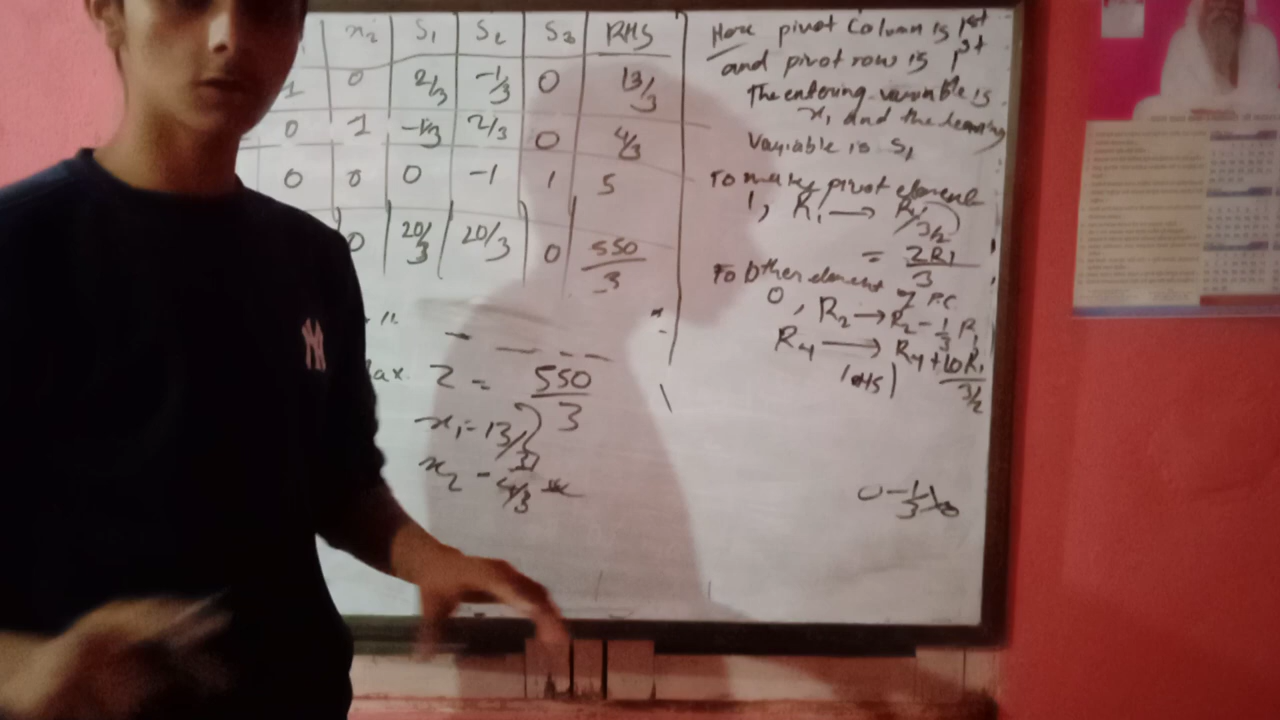 x₂ S₁ S₂ S₃ RHS
1 0 2/3 -1/3 0 13/3
0 1 -1/3 2/3 0 4/3
0 0 0 -1 1 5
0 20/3 20/3 0 550/3
Max. Z = 550/3
x₁ = 13/3
x₂ = 4/3
Here pivot column is 1st
and pivot row is 1st
The entering variable is
x₁ and the leaving
Variable is S₁
To make pivot element
1, R₁ → R₁/3/2
= 2R₁/3
To other element of P.C.
0, R₂ → R₂ - 1/3 R₁
R₄ → R₄ + 10R₁/3/2
0 - 1/3 x
NY